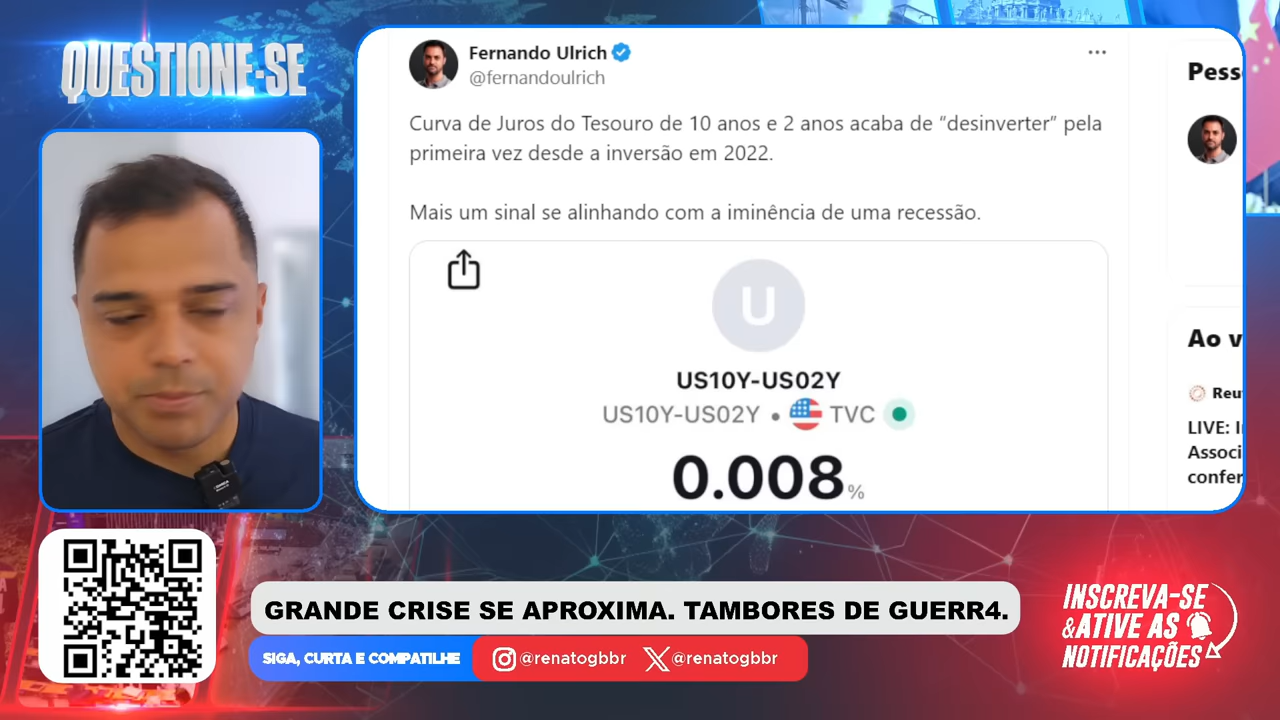 QUESTIONE-SE
Fernando Ulrich
@fernandoulrich
Curva de Juros do Tesouro de 10 anos e 2 anos acaba de “desinverter” pela
primeira vez desde a inversão em 2022.
Mais um sinal se alinhando com a iminência de uma recessão.
U
US10Y-US02Y
US10Y-US02Y • TVC
0.008%
Pess
Ao v
Reu
LIVE: I
Associ
confer
GRANDE CRISE SE APROXIMA. TAMBORES DE GUERR4.
SIGA, CURTA E COMPATILHE
@renatogbbr
@renatogbbr
INSCREVA-SE
&ATIVE AS
NOTIFICAÇÕES